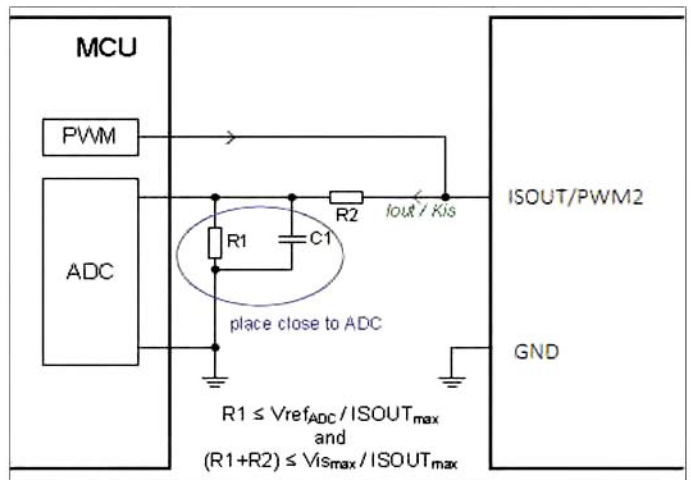 MCU
PWM
ISOUT/PWM2
R2
Iout / Kis
R1
C1
ADC
place close to ADC
GND
R1 ≤ VrefADC / ISOUTmax
and
(R1+R2) ≤ Vismax / ISOUTmax